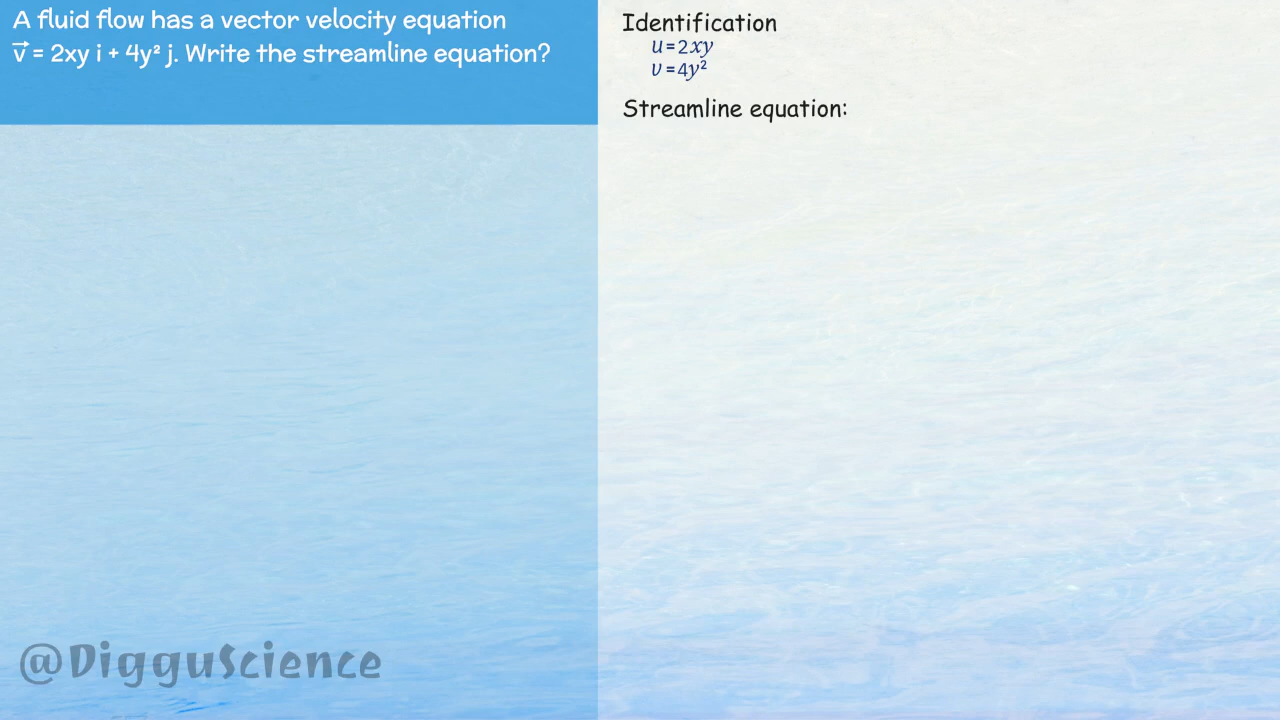 A fluid flow has a vector velocity equation
v⃗ = 2xy i + 4y² j. Write the streamline equation?
Identification
u = 2xy
υ = 4y²
Streamline equation:
@DigguScience